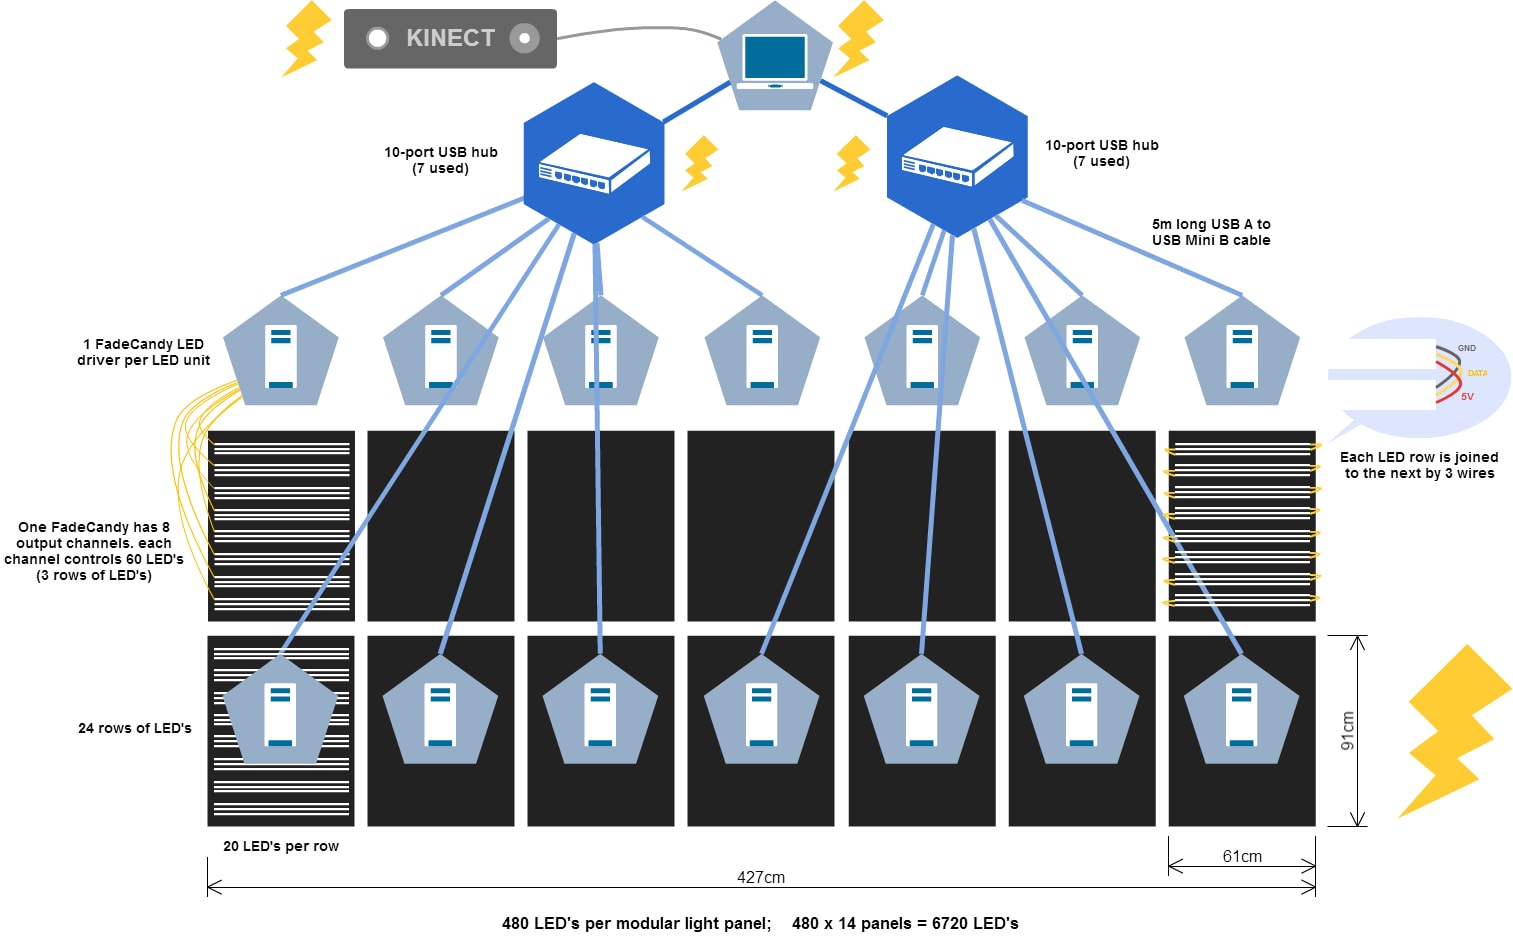 KINECT
10-port USB hub
(7 used)
10-port USB hub
(7 used)
5m long USB A to
USB Mini B cable
1 FadeCandy LED
driver per LED unit
GND
DATA
5V
Each LED row is joined
to the next by 3 wires
One FadeCandy has 8
output channels. each
channel controls 60 LED's
(3 rows of LED's)
24 rows of LED's
91cm
20 LED's per row
61cm
427cm
480 LED's per modular light panel; 480 x 14 panels = 6720 LED's